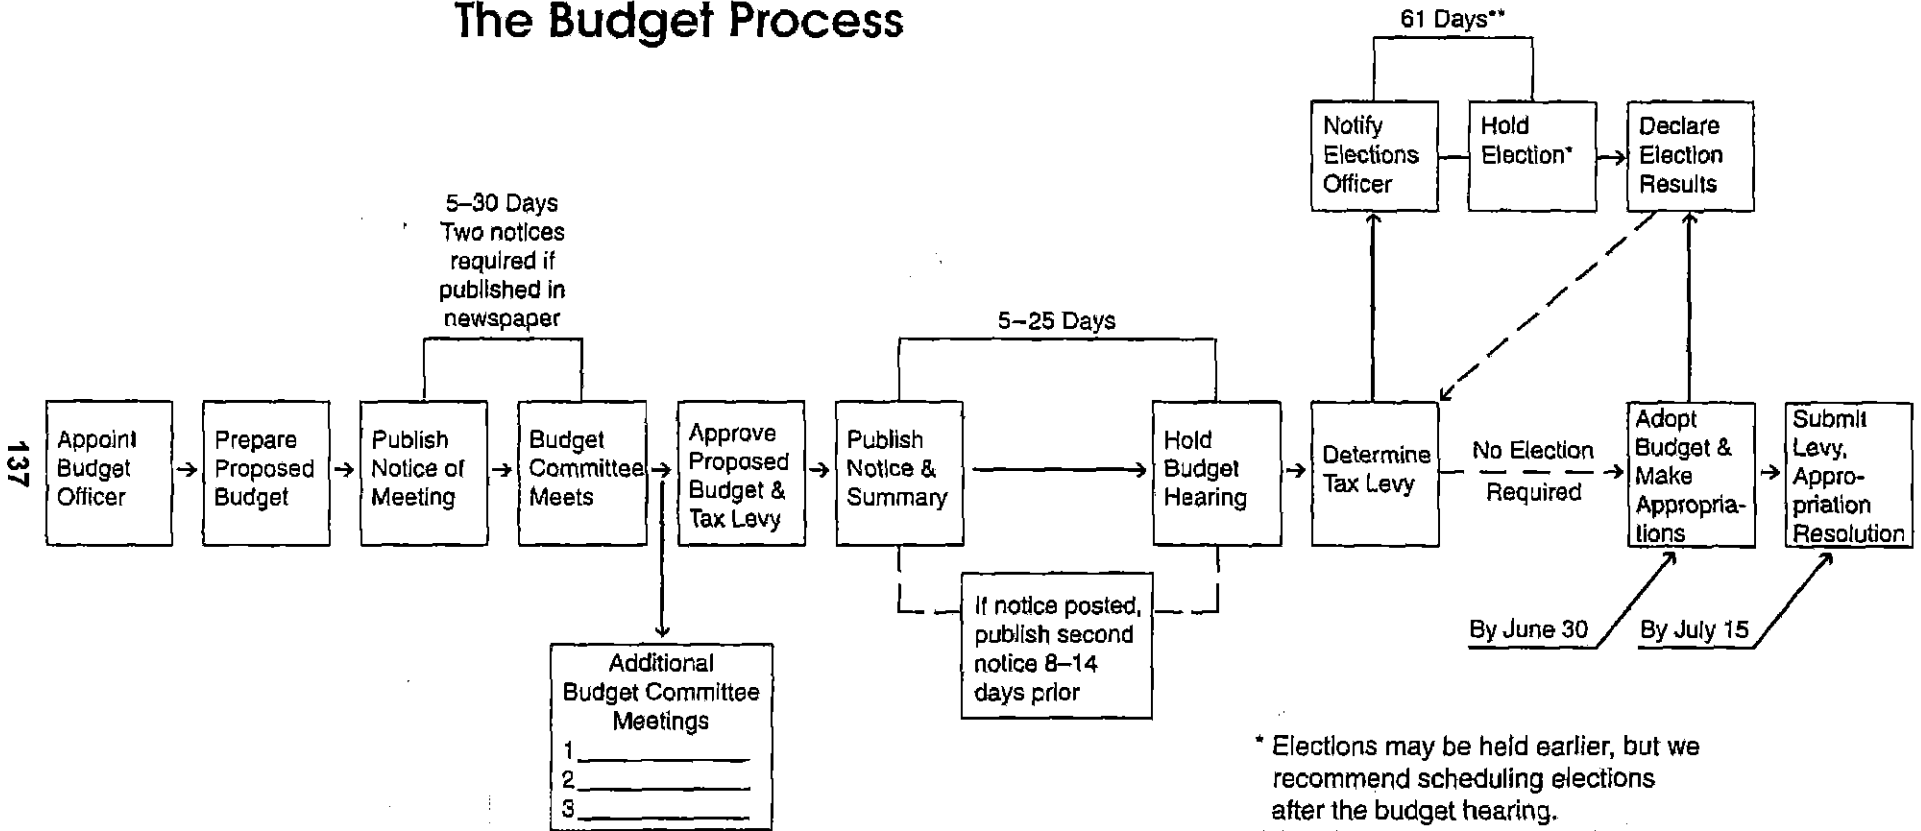 The Budget Process
61 Days**
Notify
Elections
Officer
Hold
Election*
Declare
Election
Results
5–30 Days
Two notices
required if
published in
newspaper
5–25 Days
137
Appoint
Budget
Officer
Prepare
Proposed
Budget
Publish
Notice of
Meeting
Budget
Committee
Meets
Approve
Proposed
Budget &
Tax Levy
Publish
Notice &
Summary
Hold
Budget
Hearing
Determine
Tax Levy
No Election
Required
Adopt
Budget &
Make
Appropria-
tions
Submit
Levy,
Appro-
priation
Resolution
If notice posted,
publish second
notice 8–14
days prior
By June 30
By July 15
Additional
Budget Committee
Meetings
1
2
3
* Elections may be held earlier, but we
recommend scheduling elections
after the budget hearing.